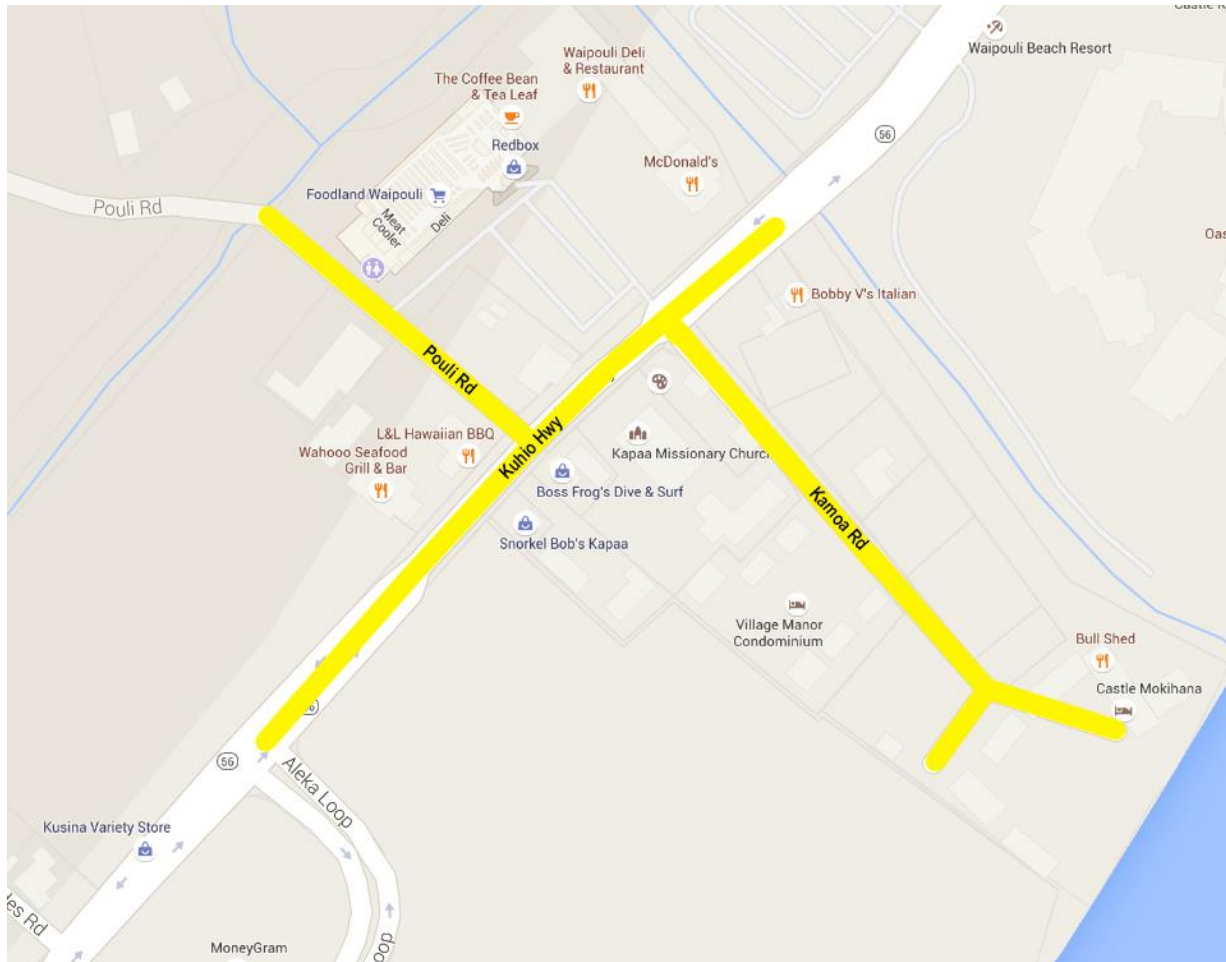 Waipouli Beach Resort
Waipouli Deli
& Restaurant
The Coffee Bean
& Tea Leaf
56
Redbox
McDonald's
Foodland Waipouli
Pouli Rd
Meat
Cooler
Deli
Bobby V's Italian
Pouli Rd
L&L Hawaiian BBQ
Kuhio Hwy
Kapaa Missionary Church
Wahooo Seafood
Grill & Bar
Boss Frog's Dive & Surf
Kamoa Rd
Snorkel Bob's Kapaa
Village Manor
Condominium
Bull Shed
Castle Mokihana
56
Aleka Loop
Kusina Variety Store
MoneyGram